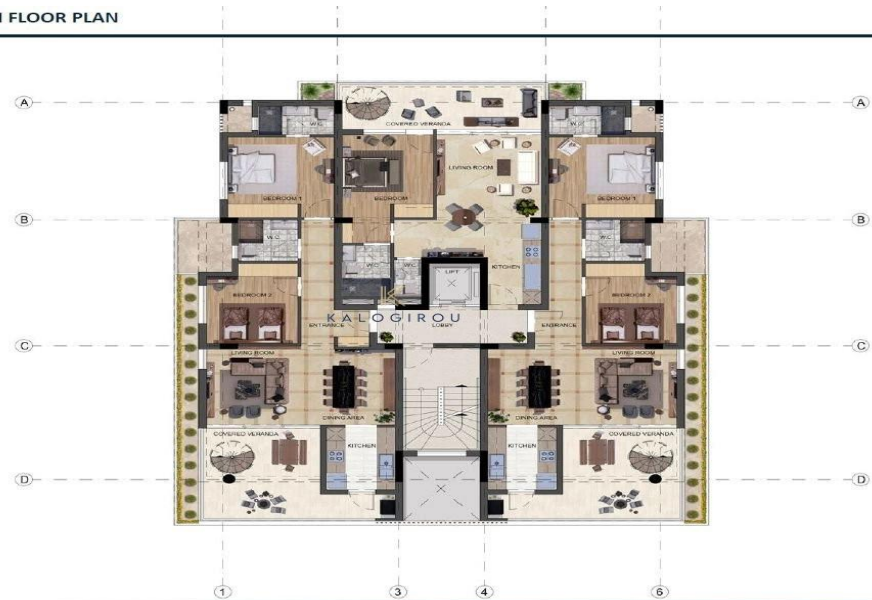 FLOOR PLAN
A
A
W.C.
W.C.
COVERED VERANDA
LIVING ROOM
BEDROOM 1
BEDROOM
BEDROOM 1
B
B
W.C.
W.C.
W.C.
W.C.
LIFT
KITCHEN
BEDROOM 2
BEDROOM 2
KALOGIROU
ENTRANCE
LOBBY
ENTRANCE
C
C
LIVING ROOM
LIVING ROOM
DINING AREA
DINING AREA
COVERED VERANDA
KITCHEN
KITCHEN
COVERED VERANDA
D
D
1
3
4
6